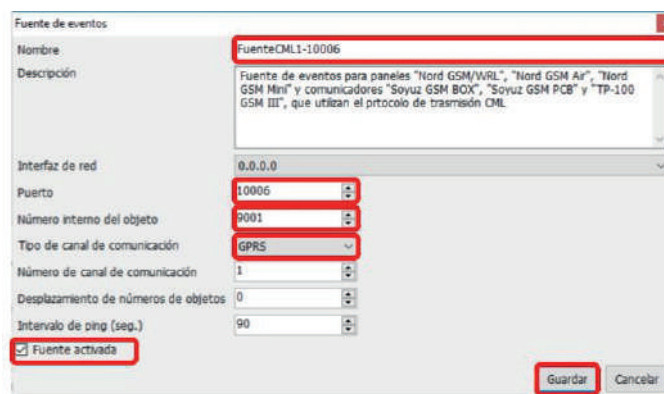 Fuente de eventos
Nombre FuenteCML1-10006
Descripción Fuente de eventos para paneles "Nord GSM/WRL", "Nord GSM Air", "Nord
GSM Mini" y comunicadores "Soyuz GSM BOX", "Soyuz GSM PCB" y "TP-100
GSM III", que utilizan el prtocolo de trasmisión CML
Interfaz de red 0.0.0.0
Puerto 10006
Número interno del objeto 9001
Tipo de canal de comunicación GPRS
Número de canal de comunicación 1
Desplazamiento de números de objetos 0
Intervalo de ping (seg.) 90
Fuente activada
Guardar Cancelar